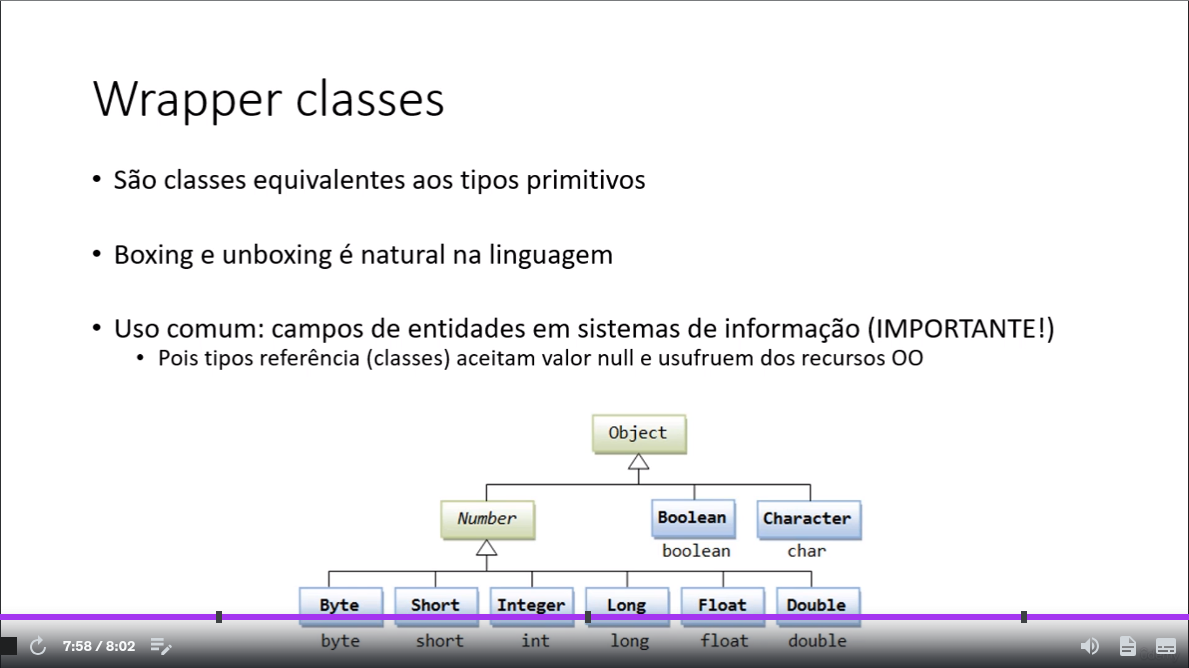 Wrapper classes
• São classes equivalentes aos tipos primitivos
• Boxing e unboxing é natural na linguagem
• Uso comum: campos de entidades em sistemas de informação (IMPORTANTE!)
• Pois tipos referência (classes) aceitam valor null e usufruem dos recursos OO
Object
Number Boolean Character
boolean char
Byte Short Integer Long Float Double
byte short int long float double
7:58 / 8:02